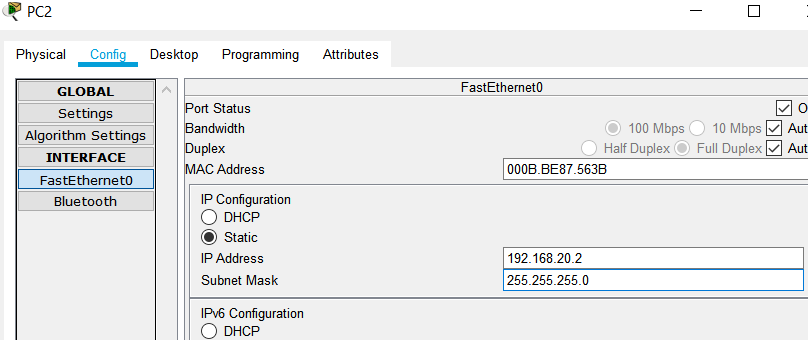 PC2
Physical Config Desktop Programming Attributes
GLOBAL
Settings
Algorithm Settings
INTERFACE
FastEthernet0
Bluetooth
FastEthernet0
Port Status O
Bandwidth 100 Mbps 10 Mbps Aut
Duplex Half Duplex Full Duplex Aut
MAC Address 000B.BE87.563B
IP Configuration
DHCP
Static
IP Address 192.168.20.2
Subnet Mask 255.255.255.0
IPv6 Configuration
DHCP